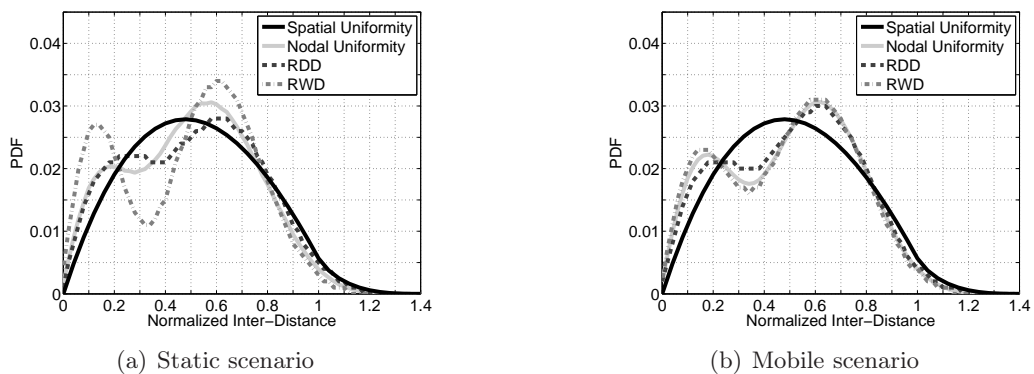 Spatial Uniformity
Nodal Uniformity
RDD
RWD
0.04
0.03
0.02
0.01
0
PDF
0 0.2 0.4 0.6 0.8 1 1.2 1.4
Normalized Inter−Distance
(a) Static scenario
Spatial Uniformity
Nodal Uniformity
RDD
RWD
0.04
0.03
0.02
0.01
0
PDF
0 0.2 0.4 0.6 0.8 1 1.2 1.4
Normalized Inter−Distance
(b) Mobile scenario